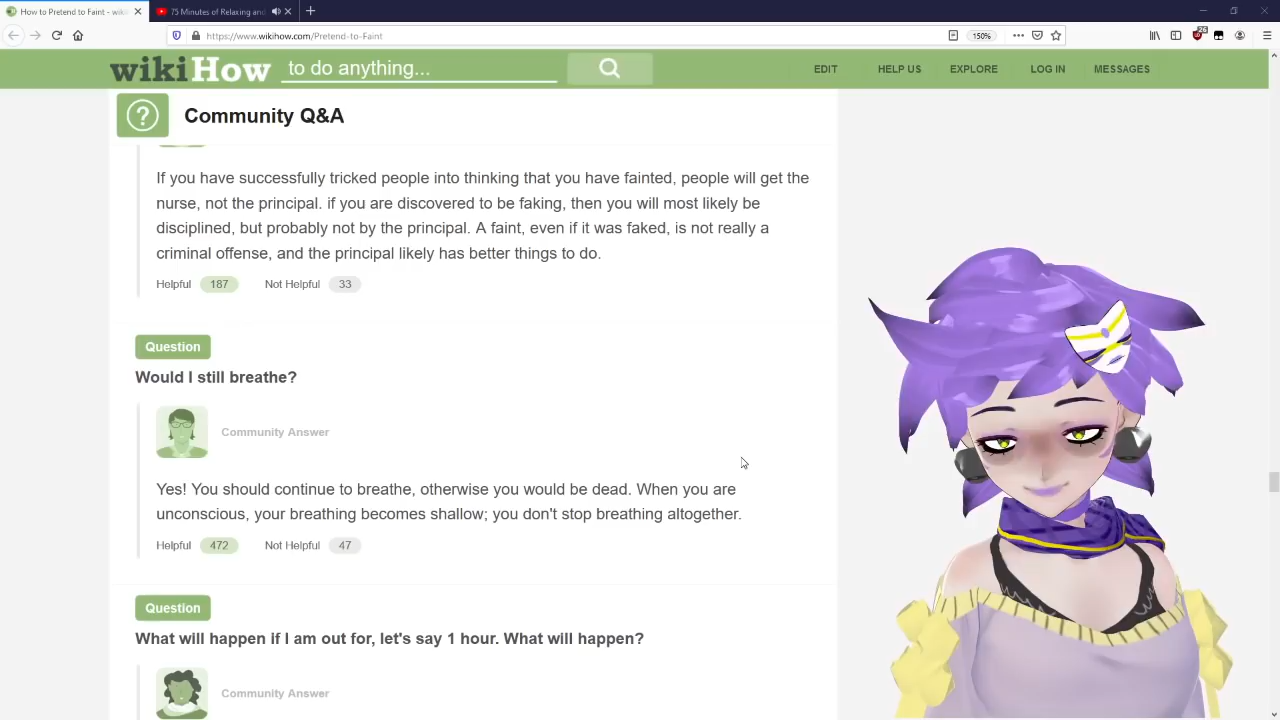 How to Pretend to Faint - wiki
75 Minutes of Relaxing and
https://www.wikihow.com/Pretend-to-Faint
150%
wikiHow to do anything...
EDIT HELP US EXPLORE LOG IN MESSAGES
Community Q&A
If you have successfully tricked people into thinking that you have fainted, people will get the
nurse, not the principal. if you are discovered to be faking, then you will most likely be
disciplined, but probably not by the principal. A faint, even if it was faked, is not really a
criminal offense, and the principal likely has better things to do.
Helpful 187 Not Helpful 33
Question
Would I still breathe?
Community Answer
Yes! You should continue to breathe, otherwise you would be dead. When you are
unconscious, your breathing becomes shallow; you don't stop breathing altogether.
Helpful 472 Not Helpful 47
Question
What will happen if I am out for, let's say 1 hour. What will happen?
Community Answer